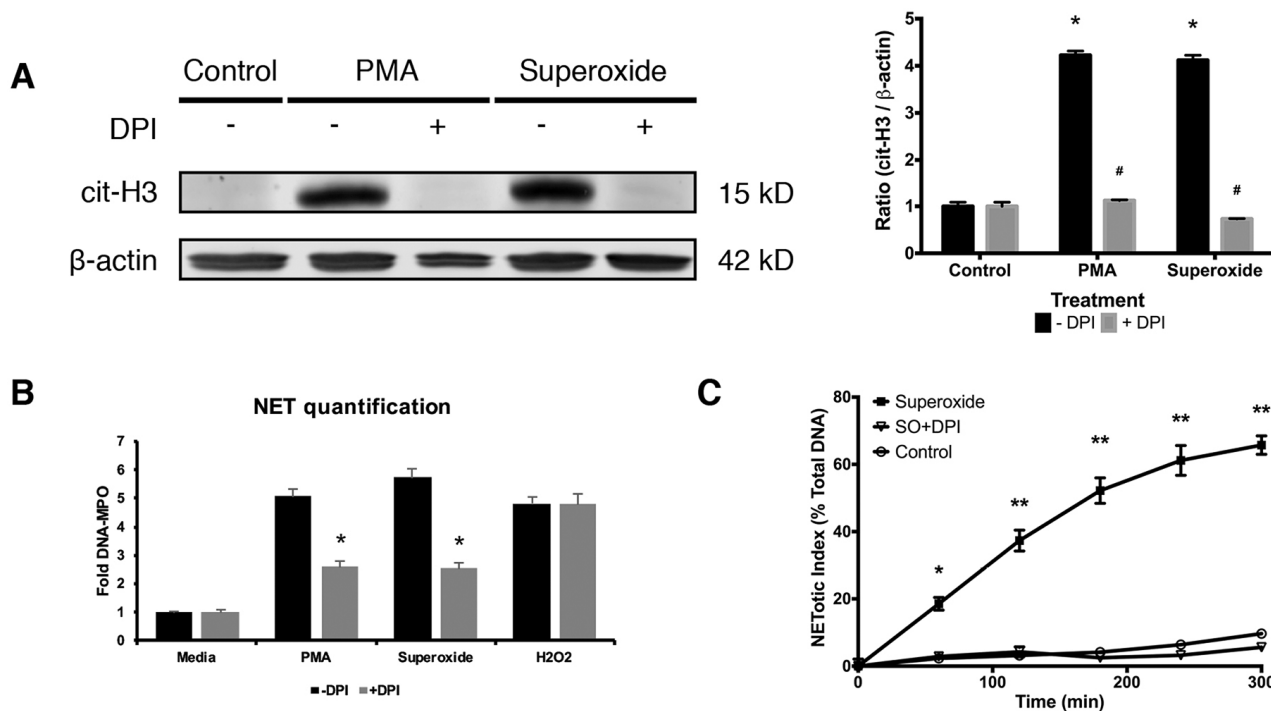 A
Control PMA Superoxide
DPI - - + - +
cit-H3 15 kD
β-actin 42 kD
Ratio (cit-H3 / β-actin)
5
4
3
2
1
0
* *
# #
Control PMA Superoxide
Treatment
- DPI + DPI
B
NET quantification
Fold DNA-MPO
7
6
5
4
3
2
1
0
* *
Media PMA Superoxide H2O2
-DPI +DPI
C
NETotic Index (% Total DNA)
80
60
40
20
0
Superoxide
SO+DPI
Control
* ** ** ** **
0 100 200 300
Time (min)